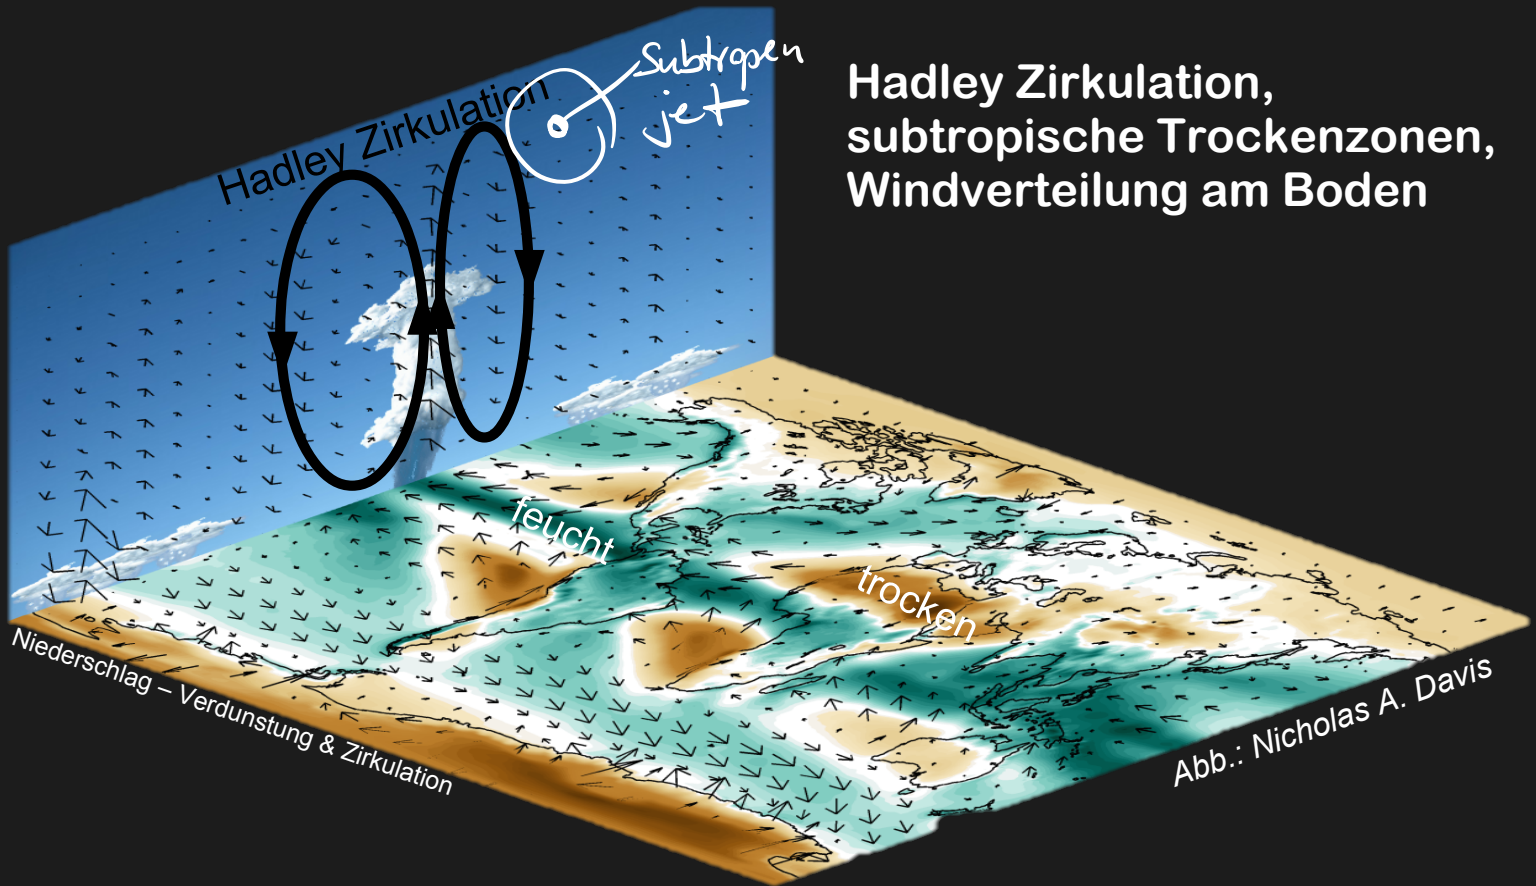 Hadley Zirkulation,
subtropische Trockenzonen,
Windverteilung am Boden
Subtropen
jet
Hadley Zirkulation
feucht
trocken
Niederschlag – Verdunstung & Zirkulation
Abb.: Nicholas A. Davis